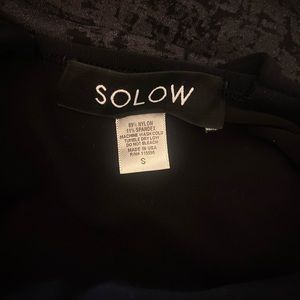 SOLOW
89% NYLON
11% SPANDEX
MACHINE WASH COLD
TUMBLE DRY LOW
DO NOT BLEACH
MADE IN USA
S